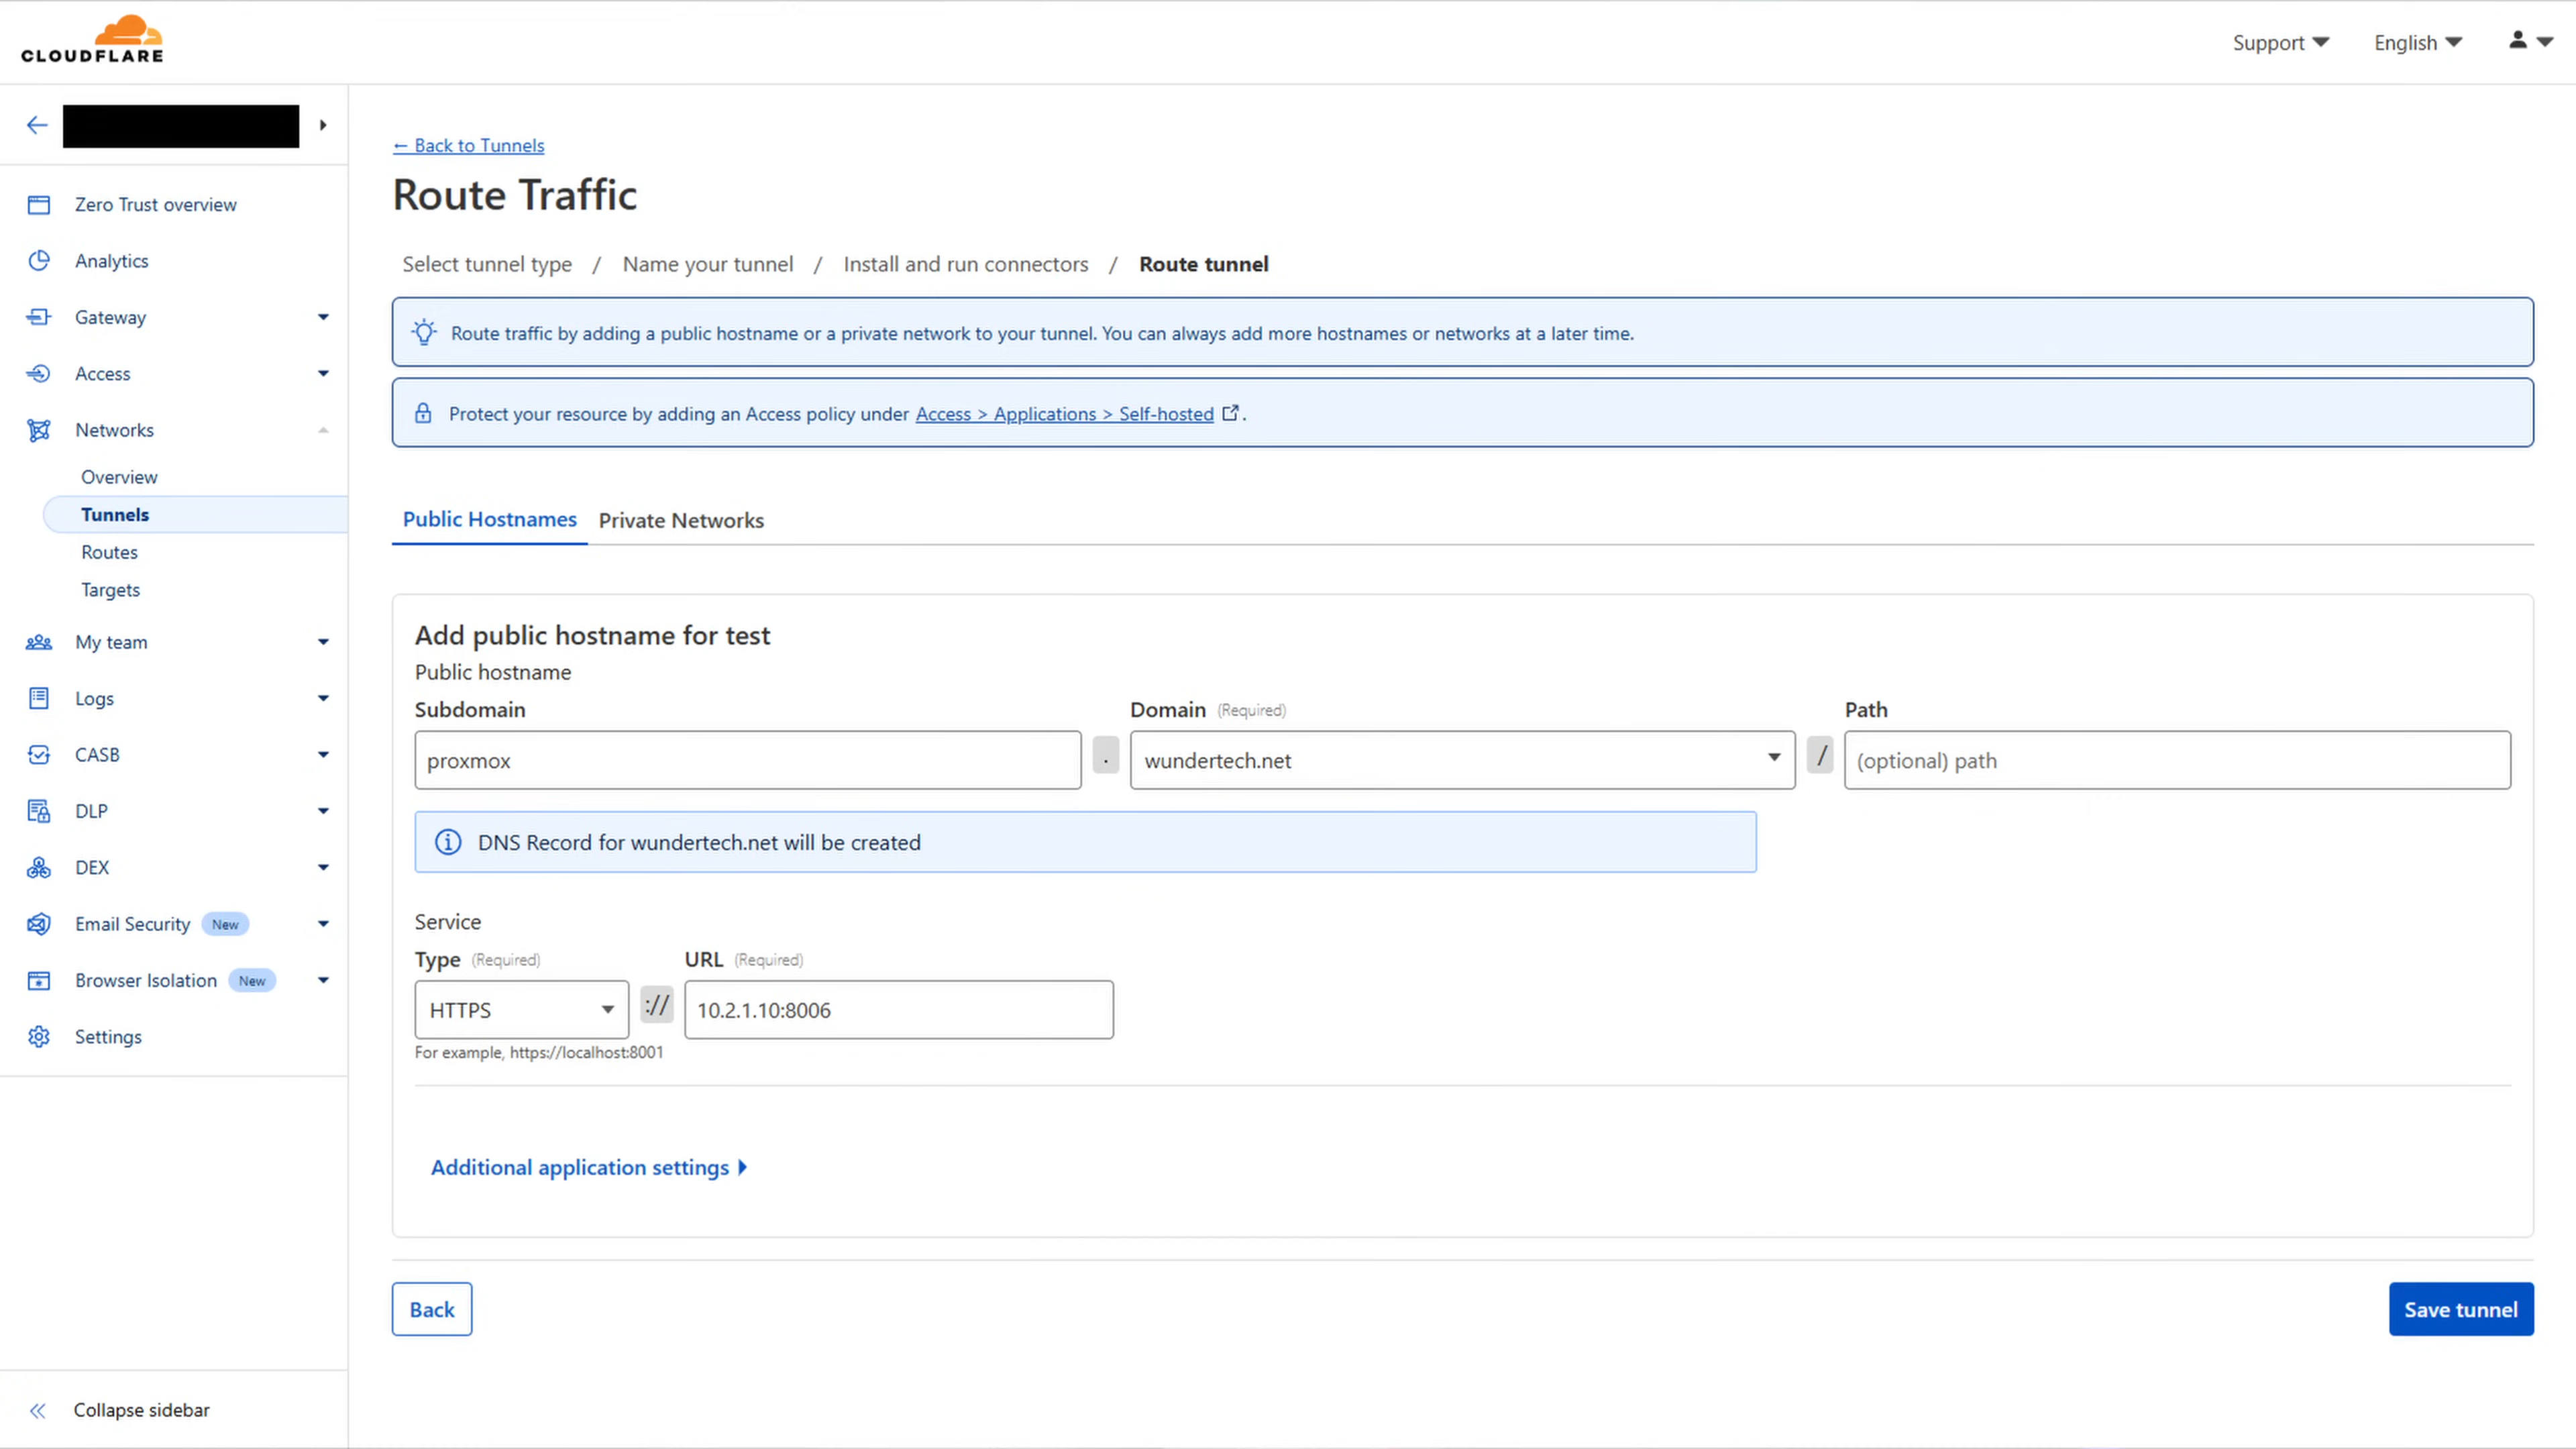 CLOUDFLARE
Support
English
Zero Trust overview
Analytics
Gateway
Access
Networks
Overview
Tunnels
Routes
Targets
My team
Logs
CASB
DLP
DEX
Email Security New
Browser Isolation New
Settings
Collapse sidebar
← Back to Tunnels
Route Traffic
Select tunnel type / Name your tunnel / Install and run connectors / Route tunnel
Route traffic by adding a public hostname or a private network to your tunnel. You can always add more hostnames or networks at a later time.
Protect your resource by adding an Access policy under Access > Applications > Self-hosted .
Public Hostnames Private Networks
Add public hostname for test
Public hostname
Subdomain Domain (Required) Path
proxmox . wundertech.net / (optional) path
DNS Record for wundertech.net will be created
Service
Type (Required) URL (Required)
HTTPS :// 10.2.1.10:8006
For example, https://localhost:8001
Additional application settings
Back Save tunnel